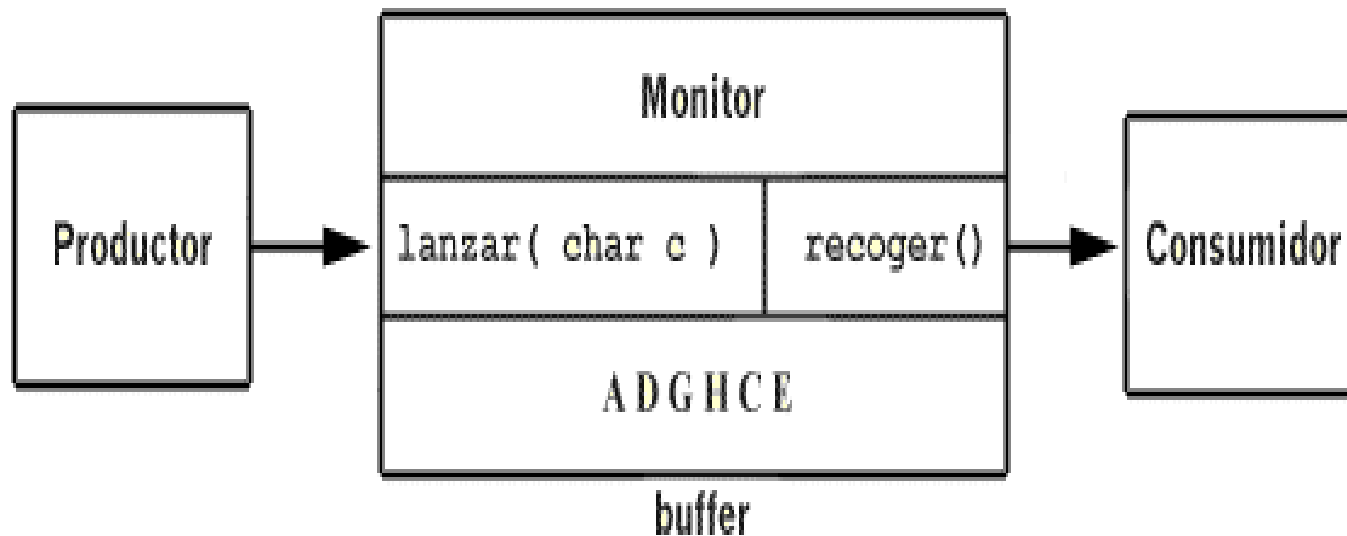 Monitor
Productor
lanzar( char c )
recoger()
Consumidor
A D G H C E
buffer